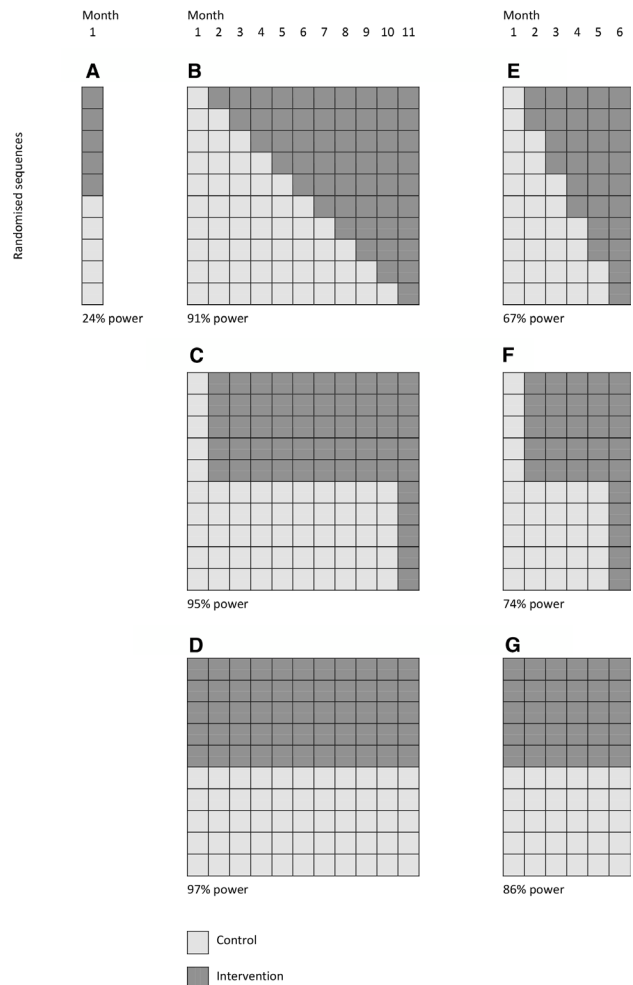 Month
1
Month
1 2 3 4 5 6 7 8 9 10 11
Month
1 2 3 4 5 6
Randomised sequences
A
B
E
24% power
91% power
67% power
C
F
95% power
74% power
D
G
97% power
86% power
Control
Intervention